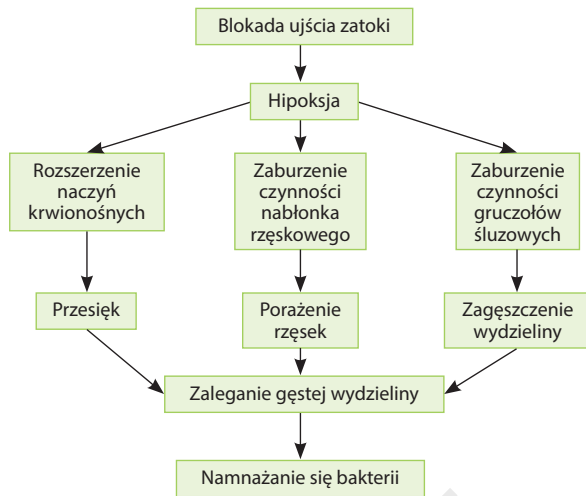 Blokada ujścia zatoki
Hipoksja
Rozszerzenie
naczyń
krwionośnych
Zaburzenie
czynności
nabłonka
rzęskowego
Zaburzenie
czynności
gruczołów
śluzowych
Przesięk
Porażenie
rzęsek
Zagęszczenie
wydzieliny
Zaleganie gęstej wydzieliny
Namnażanie się bakterii